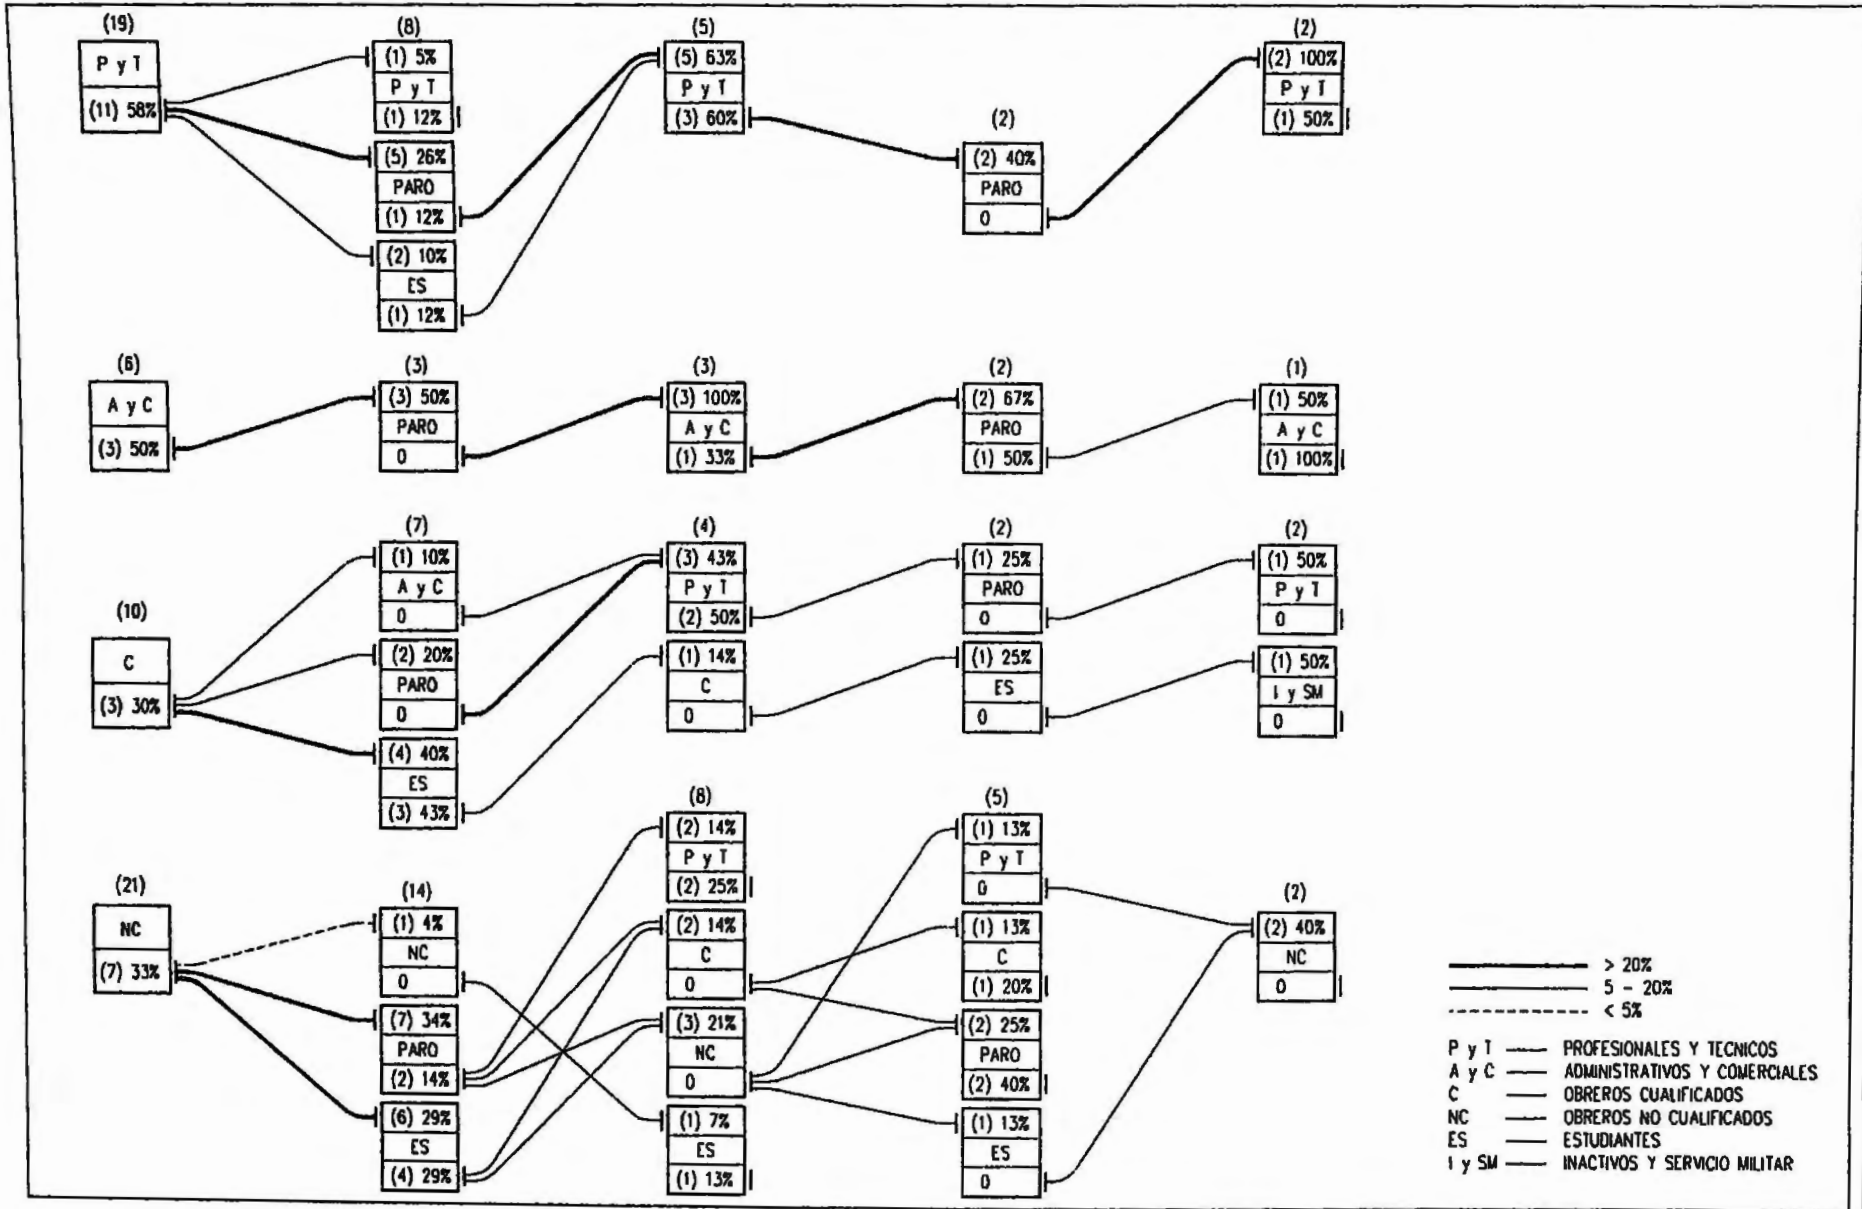 (19)
P y T
(11) 58%
(8)
(1) 5%
P y T
(1) 12%
(5) 26%
PARO
(1) 12%
(2) 10%
ES
(1) 12%
(5)
(5) 63%
P y T
(3) 60%
(2)
(2) 40%
PARO
0
(2)
(2) 100%
P y T
(1) 50%
(6)
A y C
(3) 50%
(3)
(3) 50%
PARO
0
(3)
(3) 100%
A y C
(1) 33%
(2)
(2) 67%
PARO
(1) 50%
(1)
(1) 50%
A y C
(1) 100%
(10)
C
(3) 30%
(7)
(1) 10%
A y C
0
(2) 20%
PARO
0
(4) 40%
ES
(3) 43%
(4)
(3) 43%
P y T
(2) 50%
(1) 14%
C
0
(2)
(1) 25%
PARO
0
(1) 25%
ES
0
(2)
(1) 50%
P y T
0
(1) 50%
I y SM
0
(21)
NC
(7) 33%
(14)
(1) 4%
NC
0
(7) 34%
PARO
(2) 14%
(6) 29%
ES
(4) 29%
(8)
(2) 14%
P y T
(2) 25%
(2) 14%
C
0
(3) 21%
NC
0
(1) 7%
ES
(1) 13%
(5)
(1) 13%
P y T
0
(1) 13%
C
(1) 20%
(2) 25%
PARO
(2) 40%
(1) 13%
ES
0
(2)
(2) 40%
NC
0
> 20%
5 - 20%
< 5%
P y T — PROFESIONALES Y TECNICOS
A y C — ADMINISTRATIVOS Y COMERCIALES
C — OBREROS CUALIFICADOS
NC — OBREROS NO CUALIFICADOS
ES — ESTUDIANTES
I y SM — INACTIVOS Y SERVICIO MILITAR